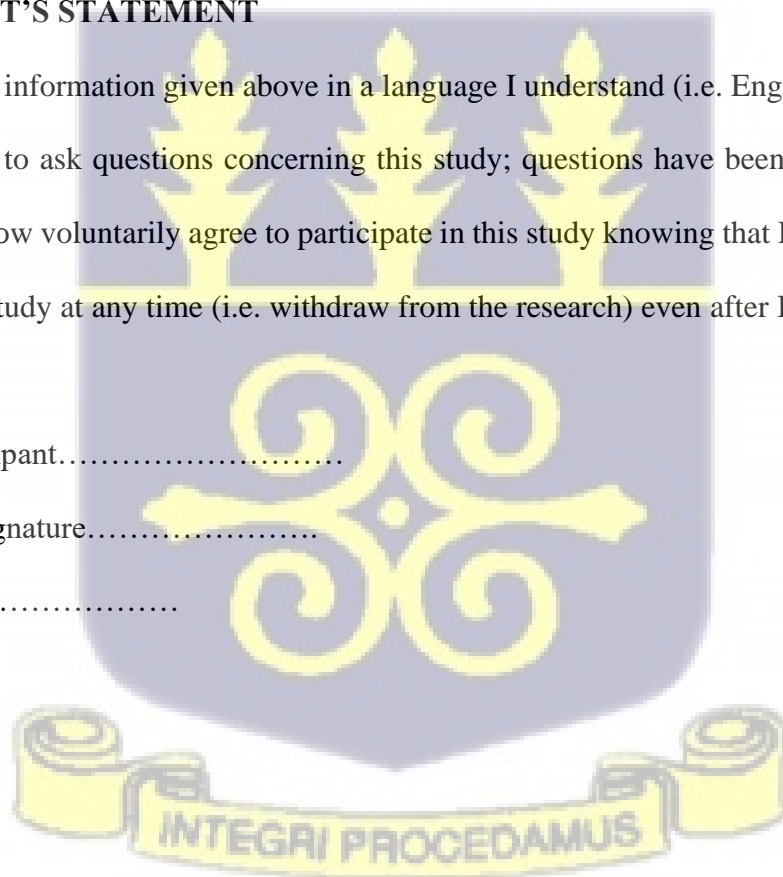 T’S STATEMENT
information given above in a language I understand (i.e. Eng
to ask questions concerning this study; questions have been
ow voluntarily agree to participate in this study knowing that I
tudy at any time (i.e. withdraw from the research) even after I
ipant………………………
gnature………………….
………………
INTEGRI PROCEDAMUS